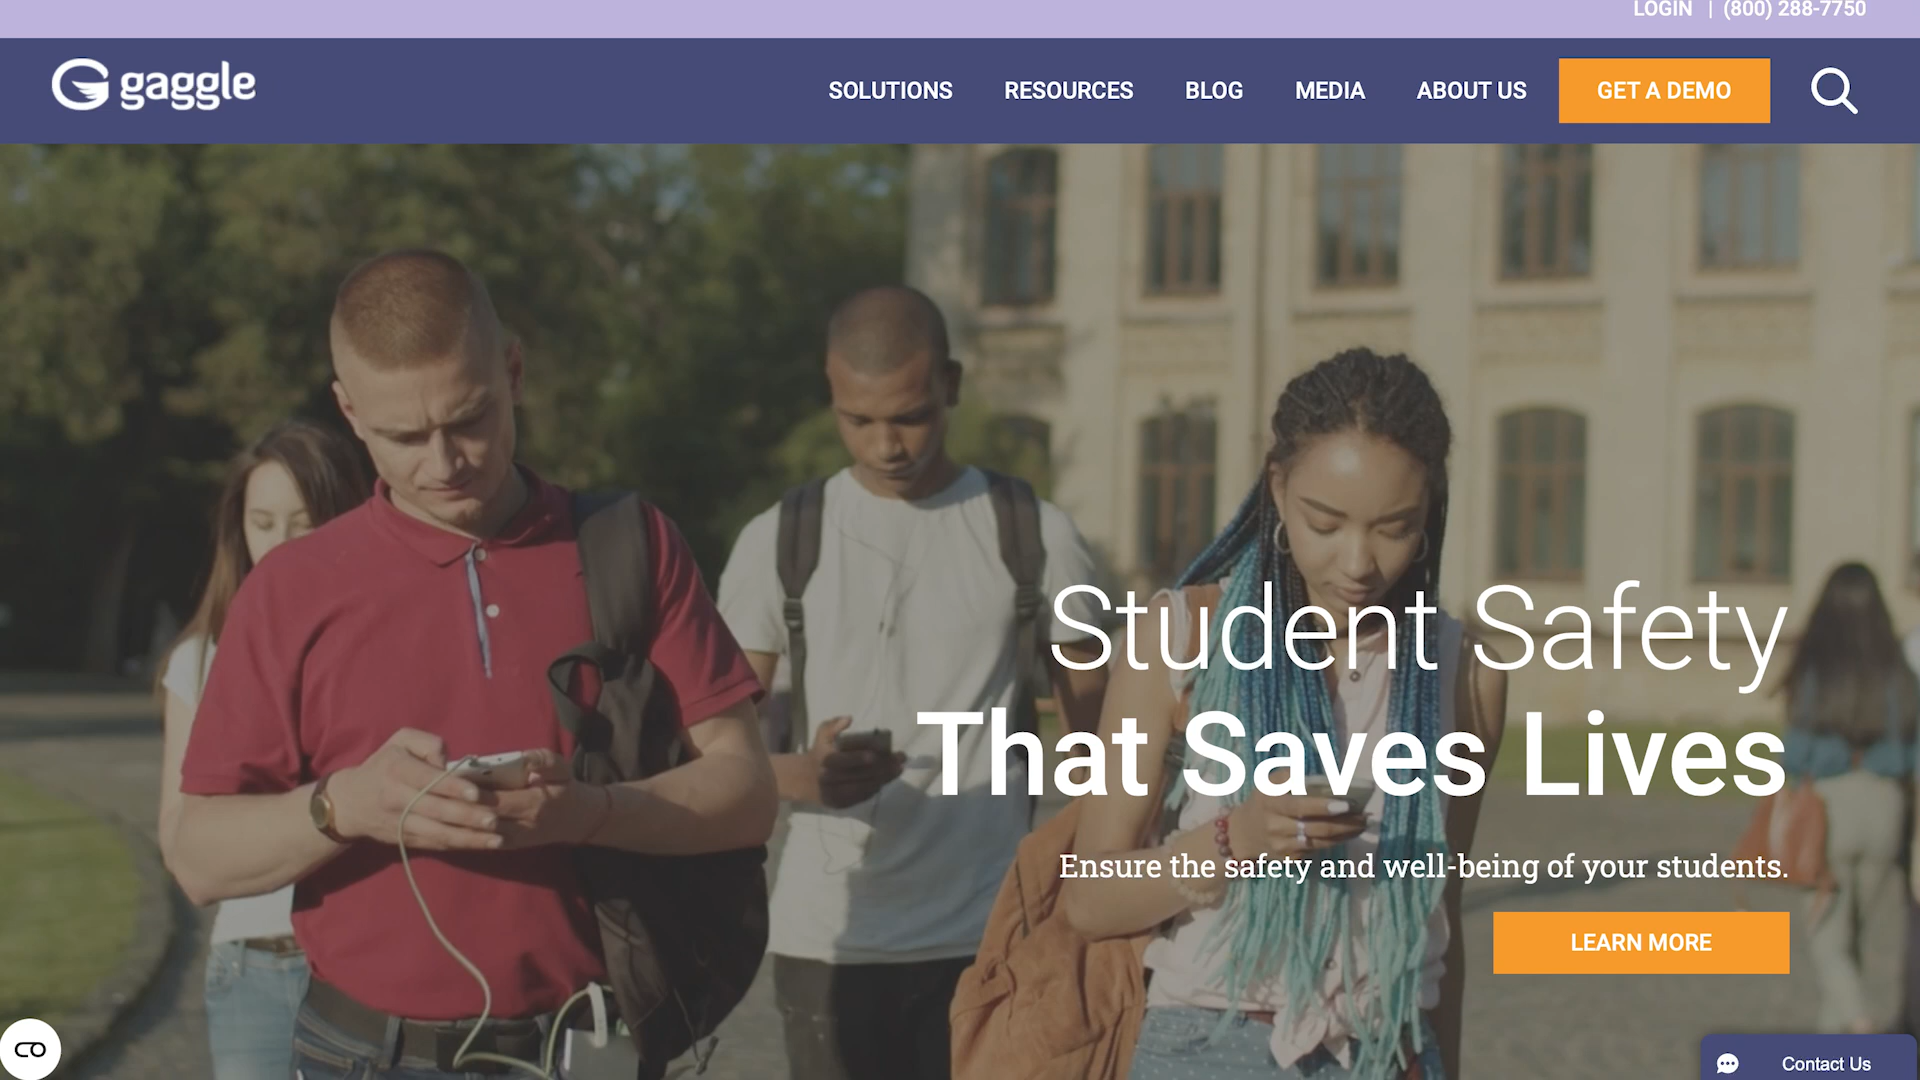 LOGIN | (800) 288-7750
gaggle
SOLUTIONS RESOURCES BLOG MEDIA ABOUT US GET A DEMO
Student Safety
That Saves Lives
Ensure the safety and well-being of your students.
LEARN MORE
Contact Us